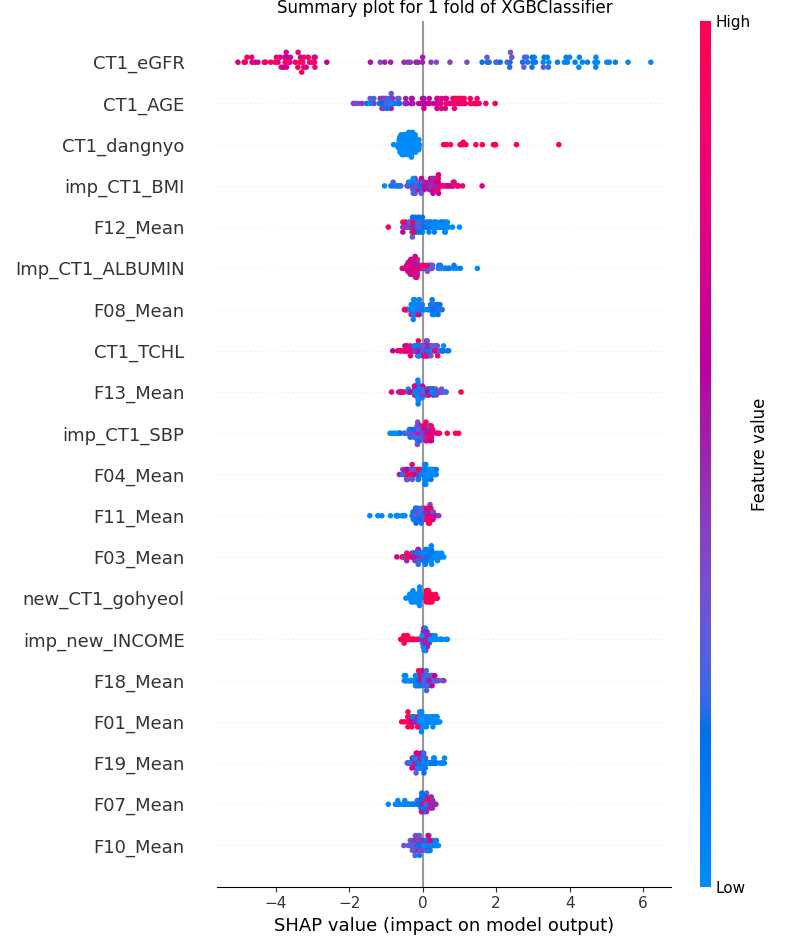 Summary plot for 1 fold of XGBClassifier
High
CT1_eGFR
CT1_AGE
CT1_dangnyo
imp_CT1_BMI
F12_Mean
Imp_CT1_ALBUMIN
F08_Mean
CT1_TCHL
F13_Mean
imp_CT1_SBP
F04_Mean
F11_Mean
F03_Mean
new_CT1_gohyeol
imp_new_INCOME
F18_Mean
F01_Mean
F19_Mean
F07_Mean
F10_Mean
Feature value
Low
−4 −2 0 2 4 6
SHAP value (impact on model output)